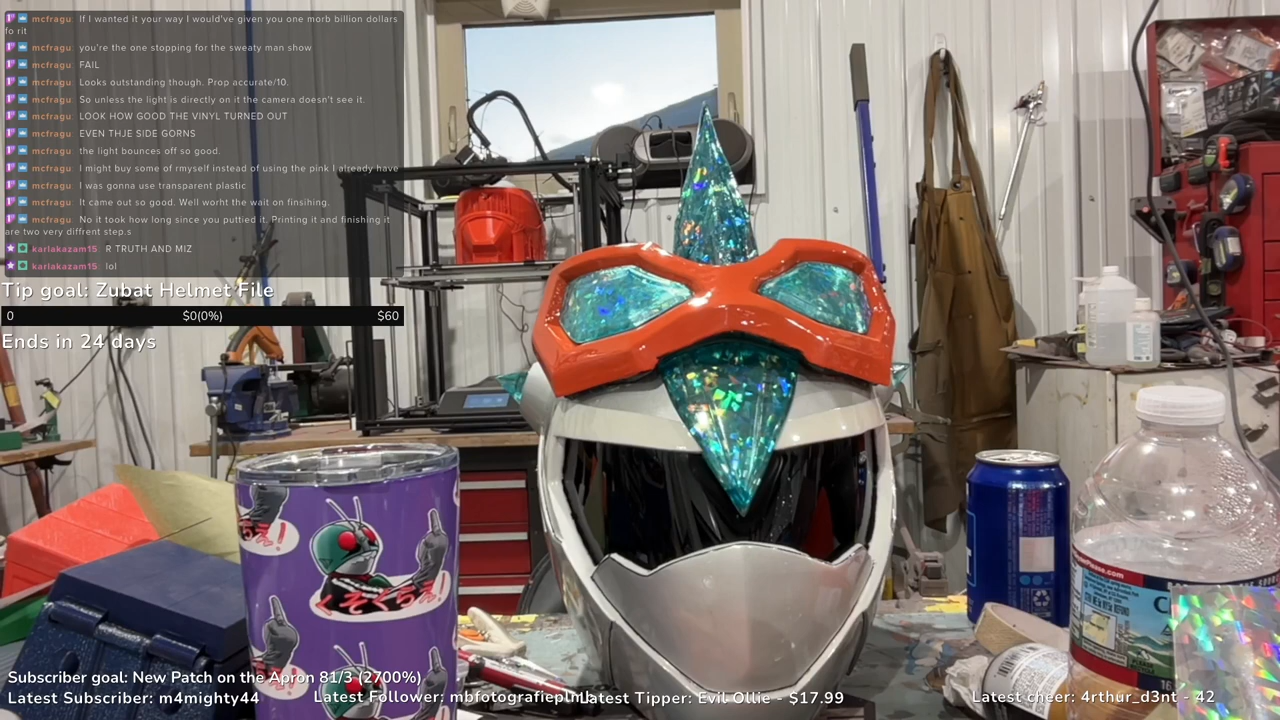 mcfragu: If I wanted it your way I would've given you one morb billion dollars
fo rit
mcfragu: you're the one stopping for the sweaty man show
mcfragu: FAIL
mcfragu: Looks outstanding though. Prop accurate/10.
mcfragu: So unless the light is directly on it the camera doesn't see it.
mcfragu: LOOK HOW GOOD THE VINYL TURNED OUT
mcfragu: EVEN THJE SIDE GORNS
mcfragu: the light bounces off so good.
mcfragu: I might buy some of rmyself instead of using the pink I already have
mcfragu: I was gonna use transparent plastic
mcfragu: It came out so good. Well worht the wait on finsihing.
mcfragu: No it took how long since you puttied it. Printing it and finishing it
are two very diffrent step.s
karlakazam15: R TRUTH AND MIZ
karlakazam15: lol
Tip goal: Zubat Helmet File
0 $0(0%) $60
Ends in 24 days
くそくらえ!
Subscriber goal: New Patch on the Apron 81/3 (2700%)
Latest Subscriber: m4mighty44
Latest Follower: mbfotografieplnb
Latest Tipper: Evil Ollie - $17.99
Latest cheer: 4rthur_d3nt - 42